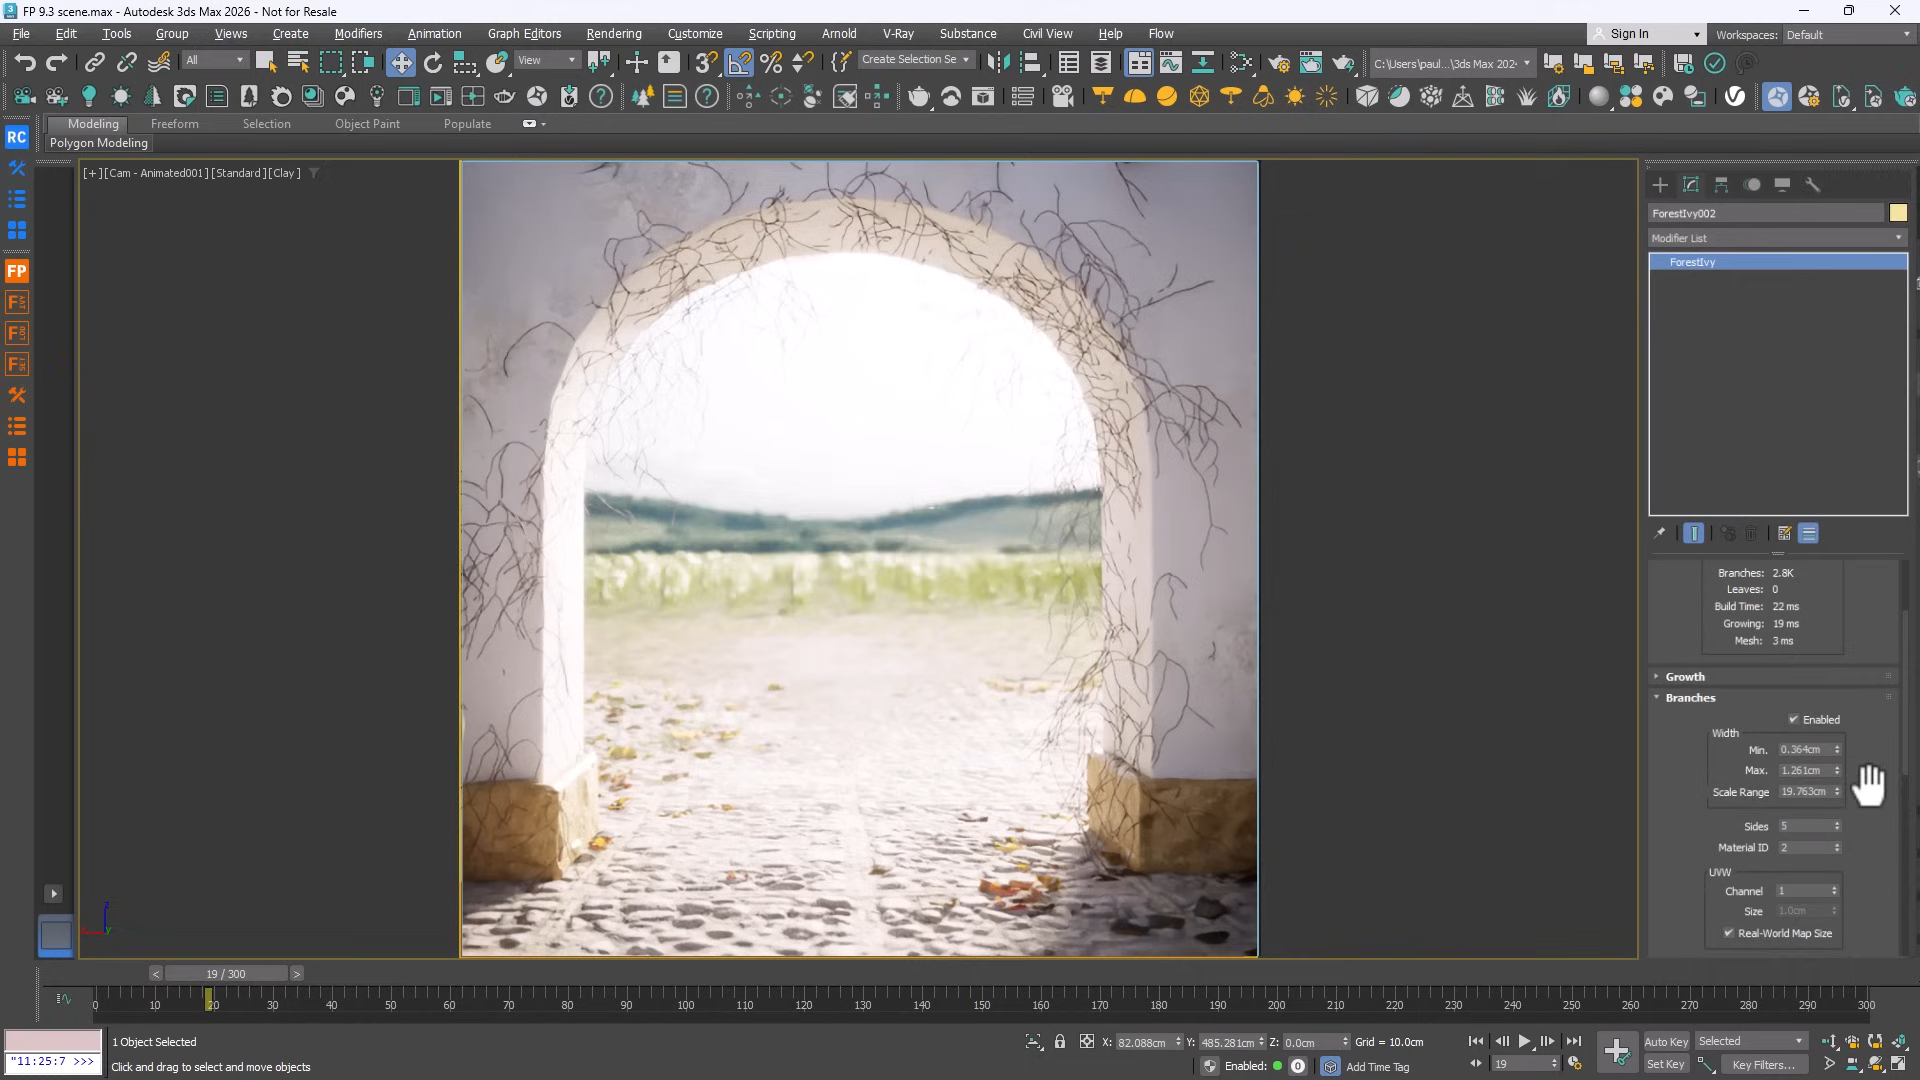 FP 9.3 scene.max - Autodesk 3ds Max 2026 - Not for Resale
File Edit Tools Group Views Create Modifiers Animation Graph Editors Rendering Customize Scripting Arnold V-Ray Substance Civil View Help Flow
Sign In Workspaces: Default
All View Create Selection Se C:\Users\paul...\3ds Max 202
Modeling Freeform Selection Object Paint Populate
Polygon Modeling
RC
FP
[+] [Cam - Animated001] [Standard] [Clay]
ForestIvy002
Modifier List
ForestIvy
Branches: 2.8K
Leaves: 0
Build Time: 22 ms
Growing: 19 ms
Mesh: 3 ms
Growth
Branches
Enabled
Width
Min. 0.364cm
Max. 1.261cm
Scale Range 19.763cm
Sides 5
Material ID 2
UVW
Channel 1
Size 1.0cm
Real-World Map Size
< 19 / 300 >
0 10 20 30 40 50 60 70 80 90 100 110 120 130 140 150 160 170 180 190 200 210 220 230 240 250 260 270 280 290 300
1 Object Selected X: 82.088cm Y: 485.281cm Z: 0.0cm Grid = 10.0cm Auto Key Selected
"11:25:7 >>> Click and drag to select and move objects Enabled: 0 Add Time Tag 19 Set Key Key Filters...